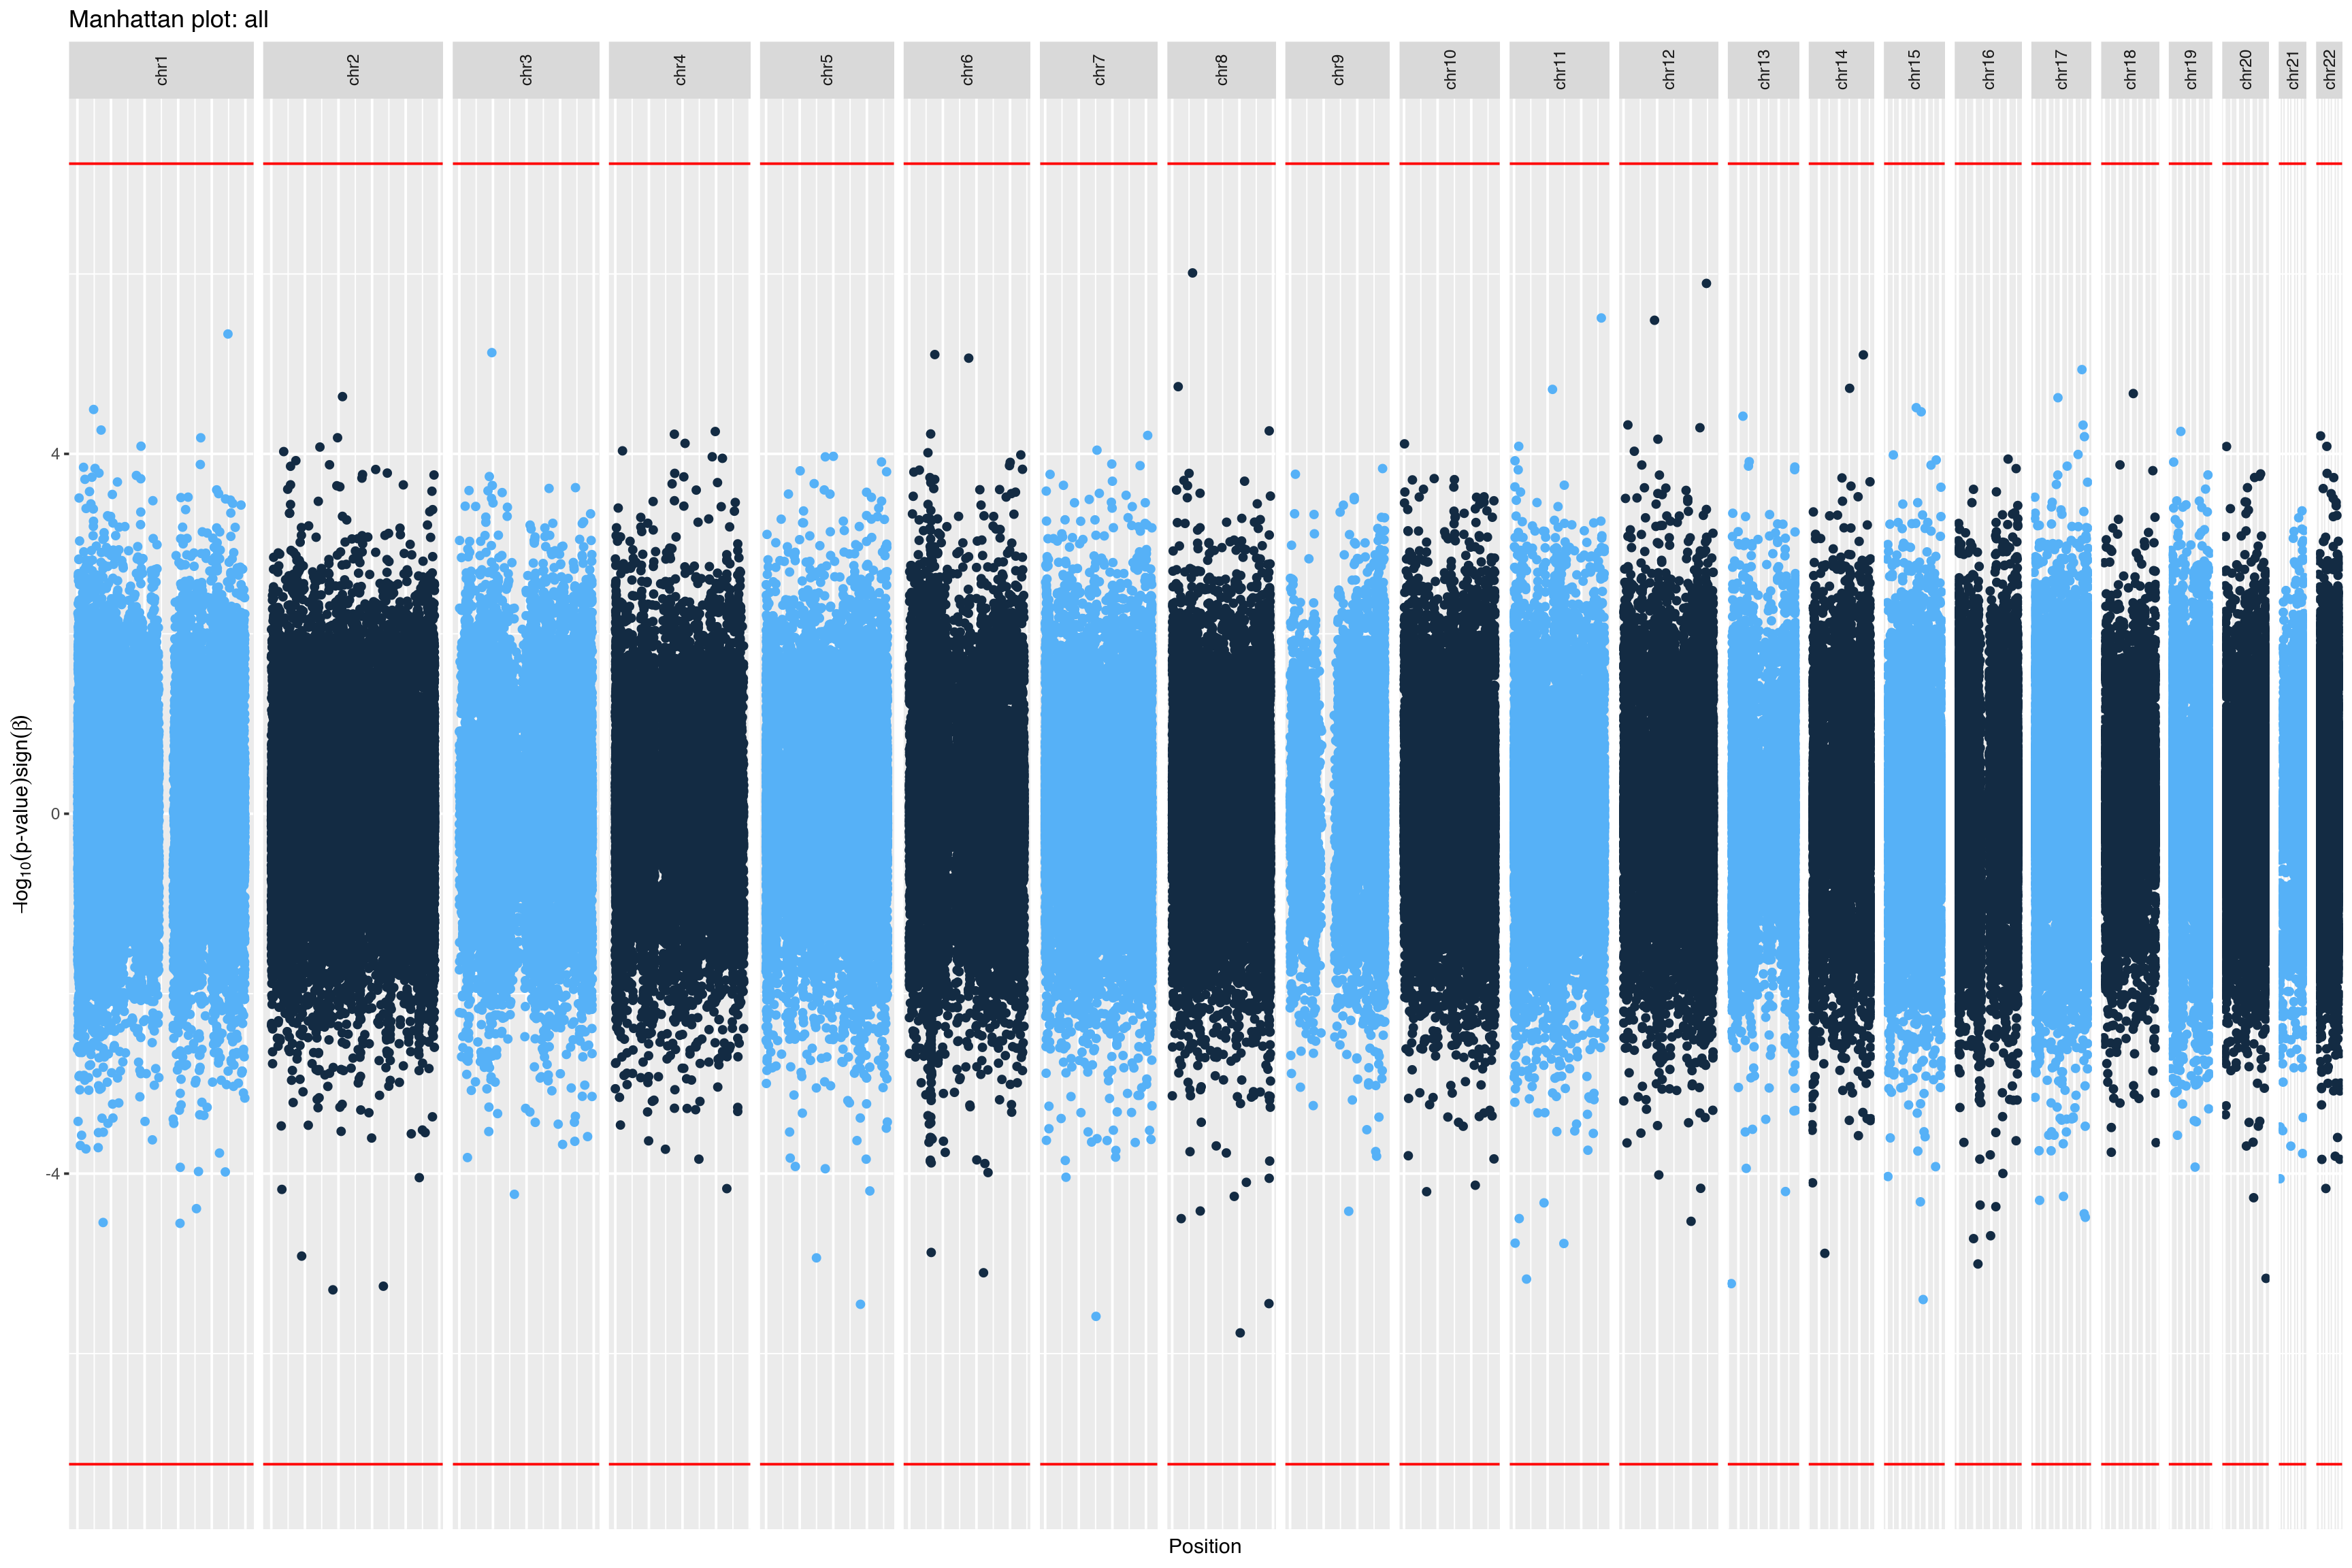 Manhattan plot: all
chr1 chr2 chr3 chr4 chr5 chr6 chr7 chr8 chr9 chr10 chr11 chr12 chr13 chr14 chr15 chr16 chr17 chr18 chr19 chr20 chr21 chr22
4
0
-4
-log₁₀(p-value)sign(β)
Position